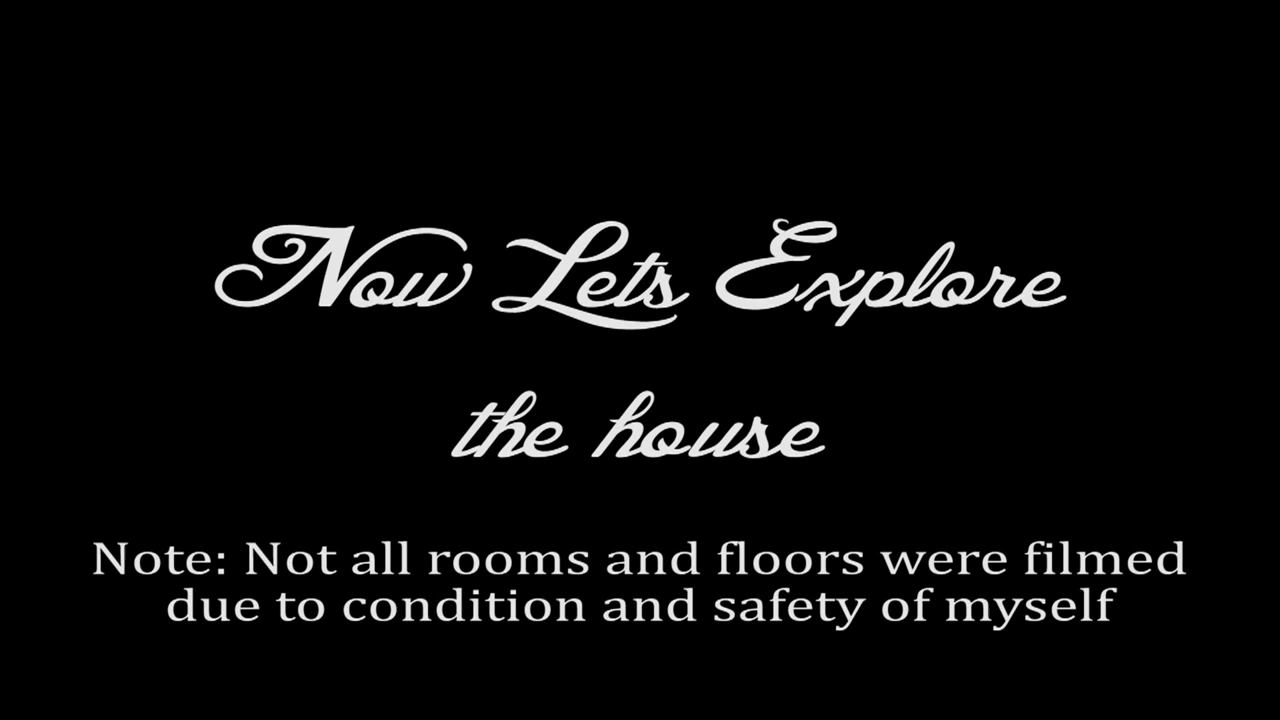 Now Lets Explore
the house
Note: Not all rooms and floors were filmed
due to condition and safety of myself